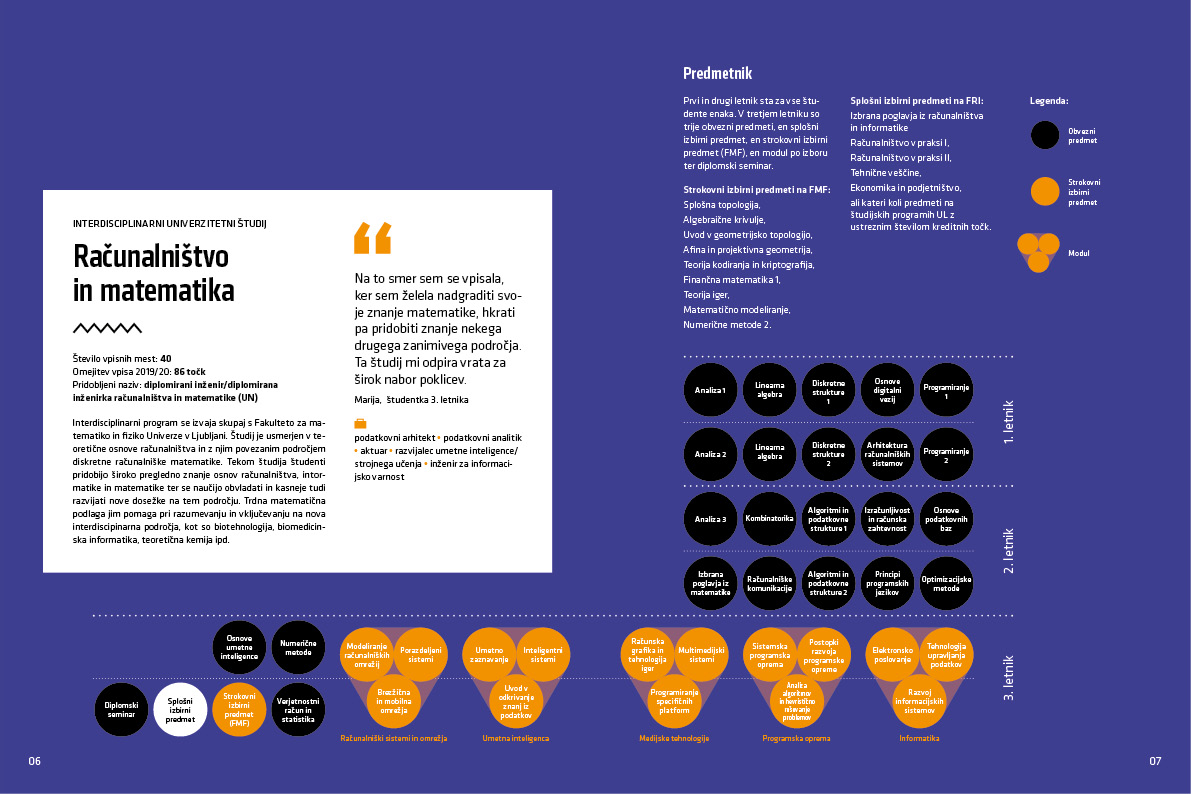 INTERDISCIPLINARNI UNIVERZITETNI ŠTUDIJ
Računalništvo
in matematika
Število vpisnih mest: 40
Omejitev vpisa 2019/20: 86 točk
Pridobljeni naziv: diplomirani inženir/diplomirana
inženirka računalništva in matematike (UN)
Interdisciplinarni program se izvaja skupaj s Fakulteto za ma-
tematiko in fiziko Univerze v Ljubljani. Študij je usmerjen v te-
oretične osnove računalništva in z njim povezanim področjem
diskretne računalniške matematike. Tekom študija študenti
pridobijo široko pregledno znanje osnov računalništva, infor-
matike in matematike ter se naučijo obvladati in kasneje tudi
razvijati nove dosežke na tem področju. Trdna matematična
podlaga jim pomaga pri razumevanju in vključevanju na nova
interdiscipinarna področja, kot so biotehnologija, biomedicin-
ska informatika, teoretična kemija ipd.
“
Na to smer sem se vpisala,
ker sem želela nadgraditi svo-
je znanje matematike, hkrati
pa pridobiti znanje nekega
drugega zanimivega področja.
Ta študij mi odpira vrata za
širok nabor poklicev.
Marija, študentka 3. letnika
podatkovni arhitekt • podatkovni analitik
• aktuar • razvijalec umetne inteligence/
strojnega učenja • inženir za informaci-
jsko varnost
Predmetnik
Prvi in drugi letnik sta za vse štu-
dente enaka. V tretjem letniku so
trije obvezni predmeti, en splošni
izbirni predmet, en strokovni izbirni
predmet (FMF), en modul po izboru
ter diplomski seminar.
Strokovni izbirni predmeti na FMF:
Splošna topologija,
Algebraične krivulje,
Uvod v geometrijsko topologijo,
Afina in projektivna geometrija,
Teorija kodiranja in kriptografija,
Finančna matematika 1,
Teorija iger,
Matematično modeliranje,
Numerične metode 2.
Splošni izbirni predmeti na FRI:
Izbrana poglavja iz računalništva
in informatike
Računalništvo v praksi I,
Računalništvo v praksi II,
Tehnične veščine,
Ekonomika in podjetništvo,
ali kateri koli predmeti na
študijskih programih UL z
ustreznim številom kreditnih točk.
Legenda:
Obvezni
predmet
Strokovni
izbirni
predmet
Modul
Analiza 1
Linearna
algebra
Diskretne
strukture
1
Osnove
digitalni
vezij
Programiranje
1
Analiza 2
Linearna
algebra
Diskretne
strukture
2
Arhitektura
računalniških
sistemov
Programiranje
2
1. letnik
Analiza 3
Kombinatorika
Algoritmi in
podatkovne
strukture 1
Izračunljivost
in računska
zahtevnost
Osnove
podatkovnih
baz
Izbrana
poglavja iz
matematike
Računalniške
komunikacije
Algoritmi in
podatkovne
strukture 2
Principi
programskih
jezikov
Optimizacijske
metode
2. letnik
Osnove
umetne
inteligence
Numerične
metode
Diplomski
seminar
Splošni
izbirni
predmet
Strokovni
izbirni
predmet
(FMF)
Verjetnostni
račun in
statistika
Modeliranje
računalniških
omrežij
Porazdeljeni
sistemi
Brezžična
in mobilna
omrežja
Računalniški sistemi in omrežja
Umetno
zaznavanje
Inteligentni
sistemi
Uvod v
odkrivanje
znanj iz
podatkov
Umetna inteligenca
Računska
grafika in
tehnologija
iger
Multimedijski
sistemi
Programiranje
specifičnih
platform
Medijske tehnologije
Sistemska
programska
oprema
Postopki
razvoja
programske
opreme
Analiza
algoritmov
in hevristično
reševanje
problemov
Programska oprema
Elektronsko
poslovanje
Tehnologija
upravljanja
podatkov
Razvoj
informacijskih
sistemov
Informatika
3. letnik
06
07